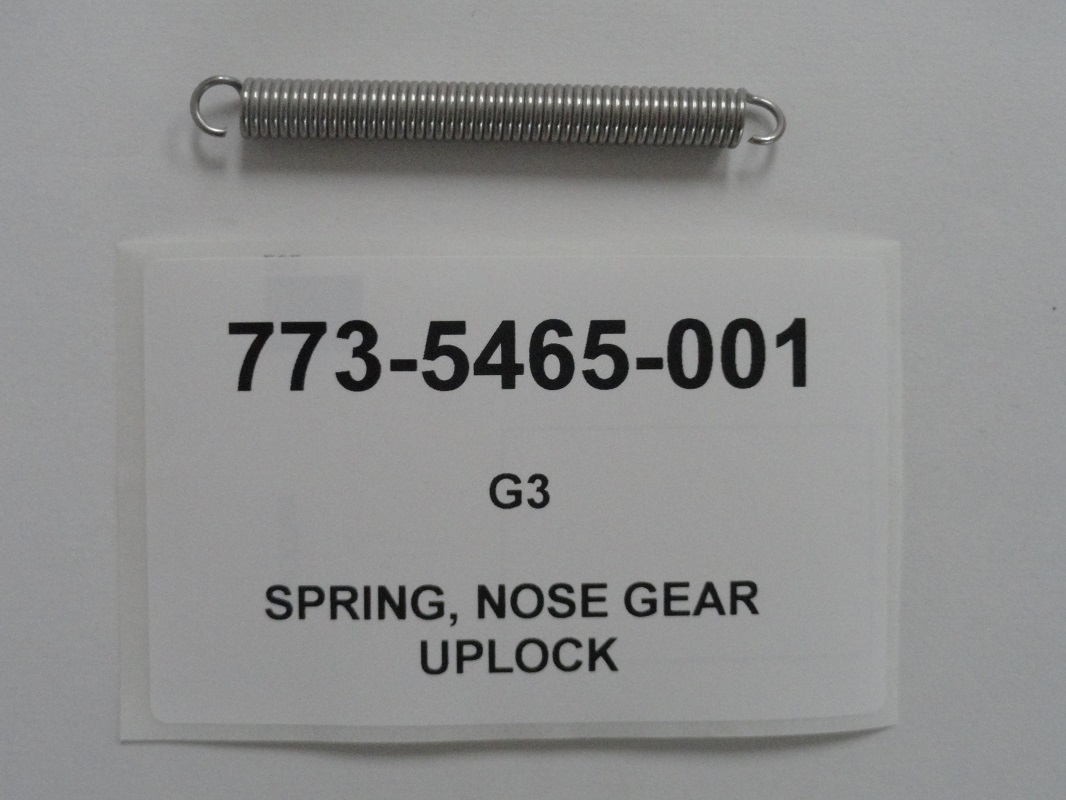 773-5465-001
G3
SPRING, NOSE GEAR
UPLOCK